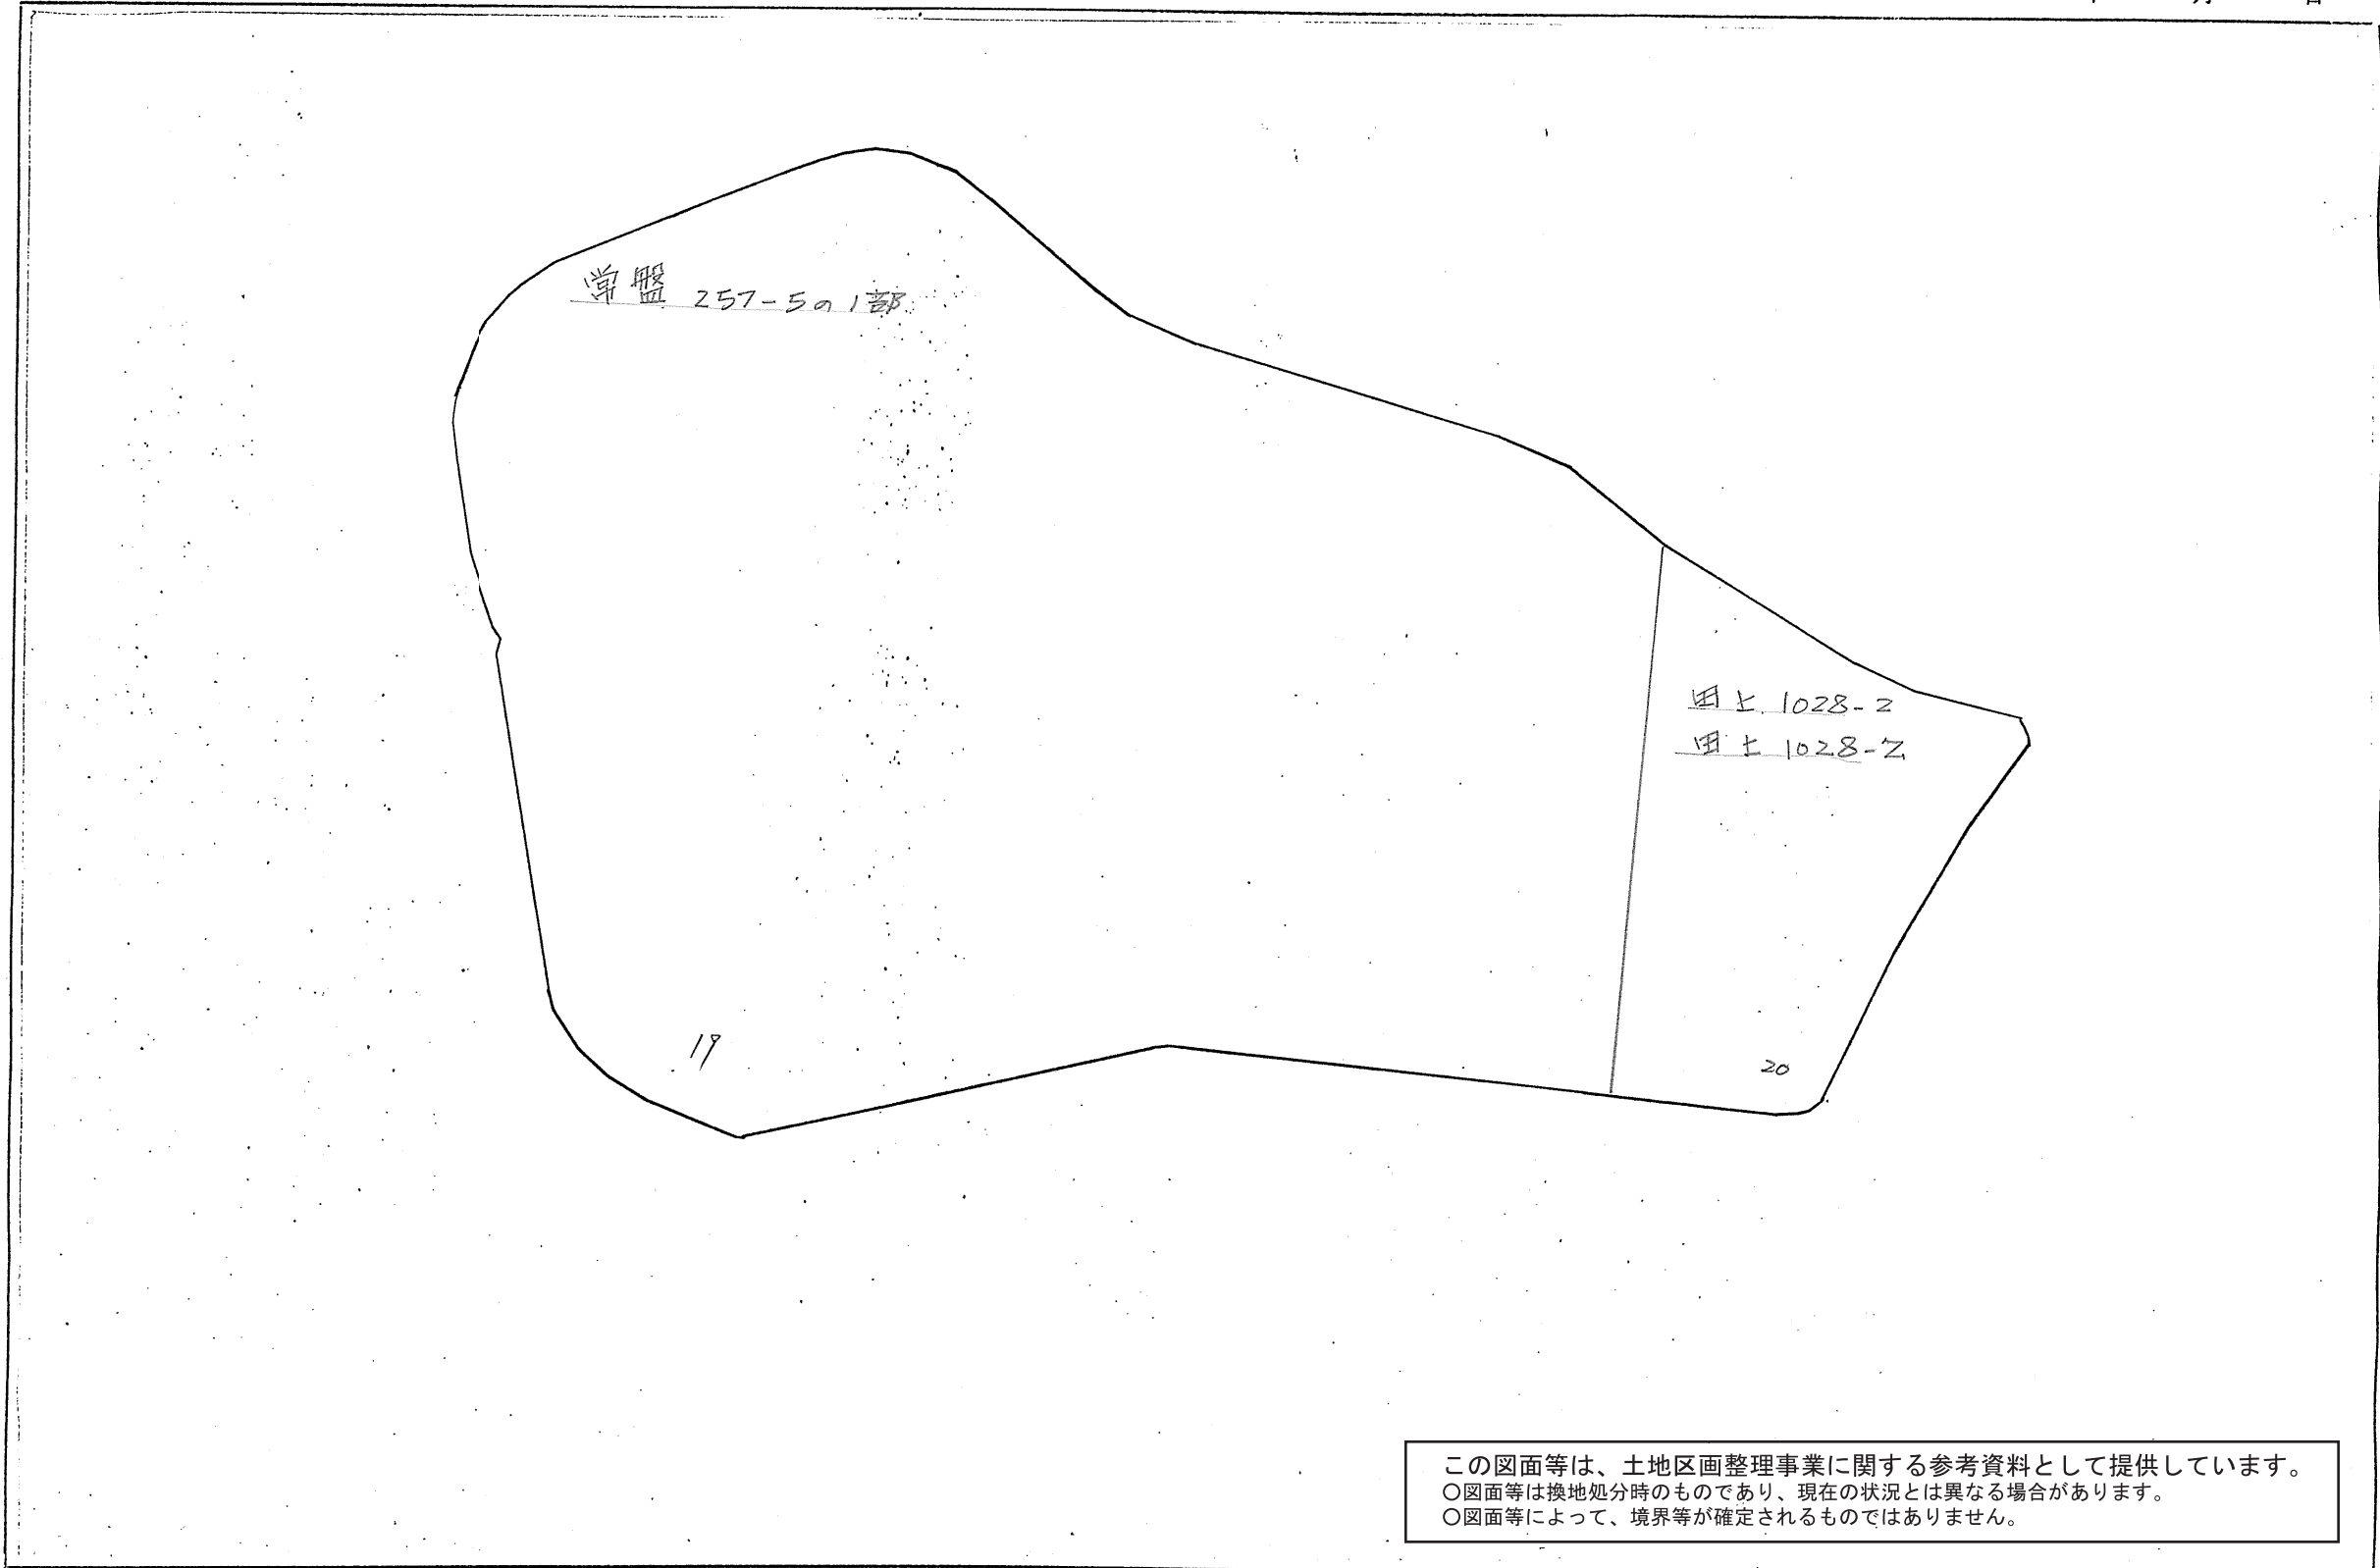 月 日
常盤 257-5の1部
田上 1028-2
田上 1028-2
19
20
この図面等は、土地区画整理事業に関する参考資料として提供しています。
○図面等は換地処分時のものであり、現在の状況とは異なる場合があります。
○図面等によって、境界等が確定されるものではありません。